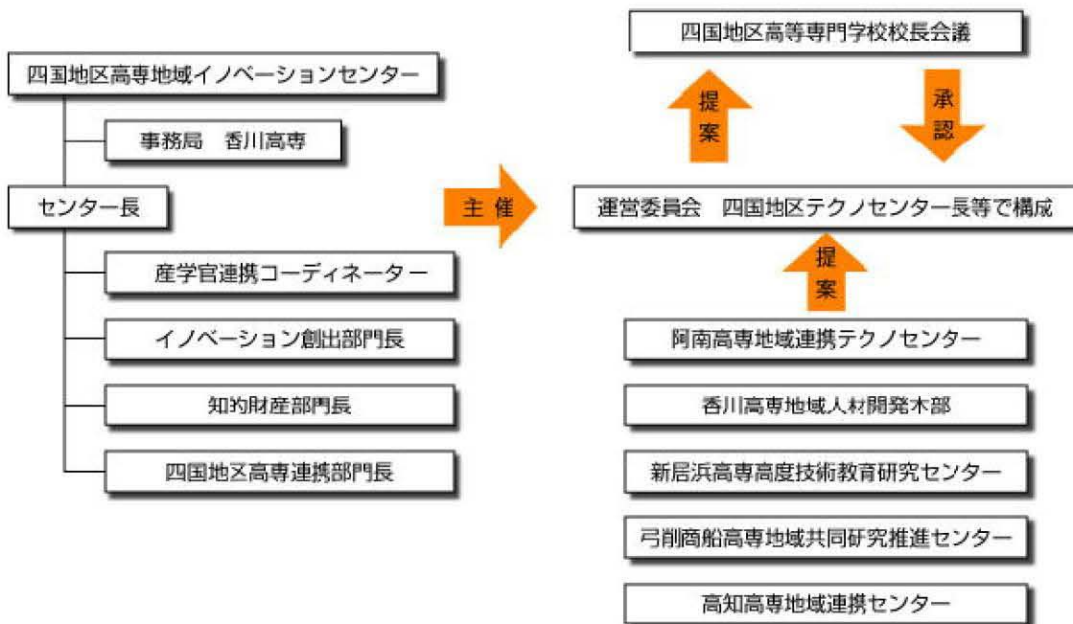 四国地区高専地域イノベーションセンター
事務局　香川高専
センター長
産学官連携コーディネーター
イノベーション創出部門長
知的財産部門長
四国地区高専連携部門長
主 催
四国地区高等専門学校校長会議
提案
承認
運営委員会　四国地区テクノセンター長等で構成
提案
阿南高専地域連携テクノセンター
香川高専地域人材開発木部
新居浜高専高度技術教育研究センター
弓削商船高専地域共同研究推進センター
高知高専地域連携センター